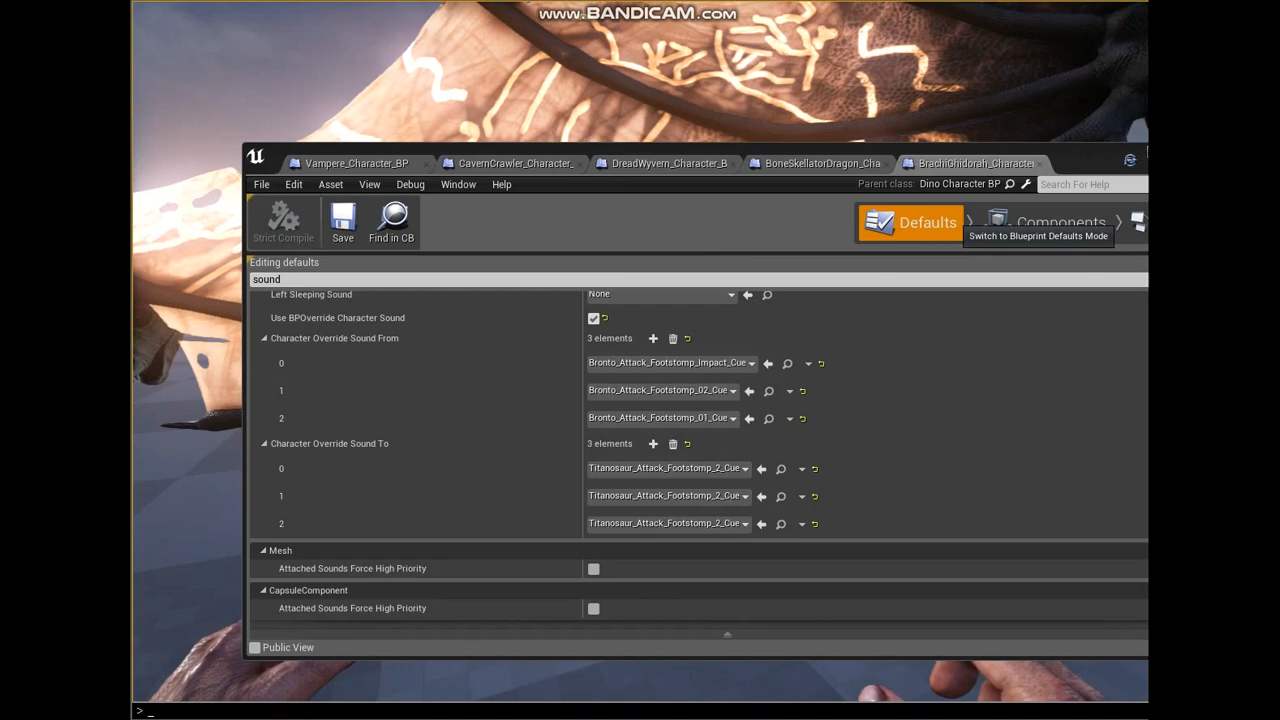 www.BANDICAM.com
Vampere_Character_BP
CavernCrawler_Character_
DreadWyvern_Character_B
BoneSkellatorDragon_Cha
BrachiGhidorah_Character
File Edit Asset View Debug Window Help
Parent class: Dino Character BP
Search For Help
Strict Compile
Save
Find in CB
Defaults
Components
Switch to Blueprint Defaults Mode
Editing defaults
sound
Left Sleeping Sound None
Use BPOverride Character Sound
Character Override Sound From 3 elements
0 Bronto_Attack_Footstomp_Impact_Cue
1 Bronto_Attack_Footstomp_02_Cue
2 Bronto_Attack_Footstomp_01_Cue
Character Override Sound To 3 elements
0 Titanosaur_Attack_Footstomp_2_Cue
1 Titanosaur_Attack_Footstomp_2_Cue
2 Titanosaur_Attack_Footstomp_2_Cue
Mesh
Attached Sounds Force High Priority
CapsuleComponent
Attached Sounds Force High Priority
Public View
> _